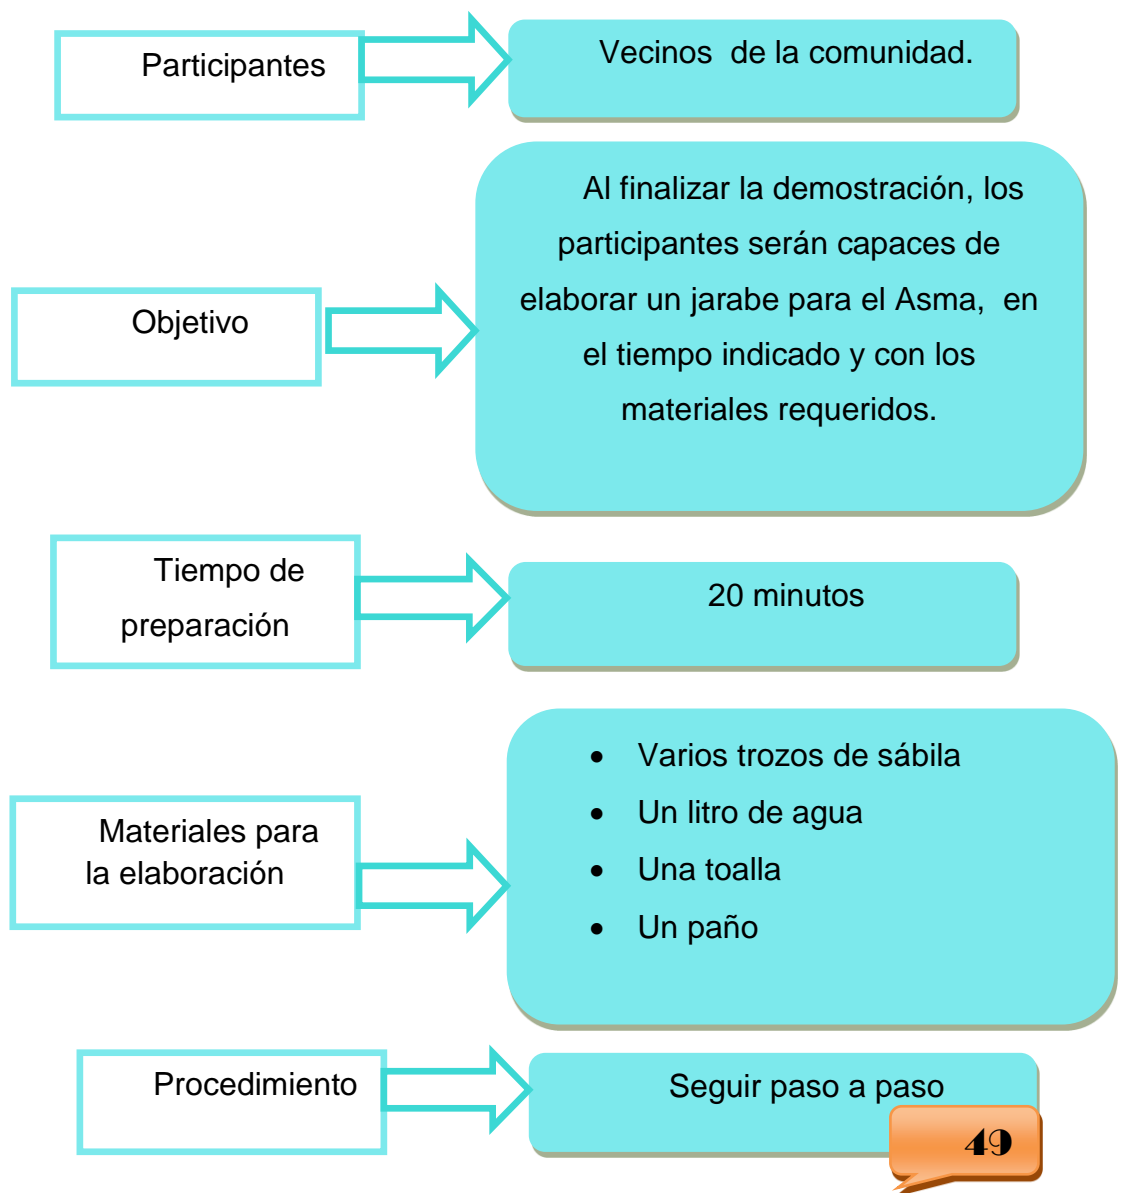 Participantes
Vecinos de la comunidad.
Objetivo
Al finalizar la demostración, los
participantes serán capaces de
elaborar un jarabe para el Asma, en
el tiempo indicado y con los
materiales requeridos.
Tiempo de
preparación
20 minutos
Materiales para
la elaboración
• Varios trozos de sábila
• Un litro de agua
• Una toalla
• Un paño
Procedimiento
Seguir paso a paso
49